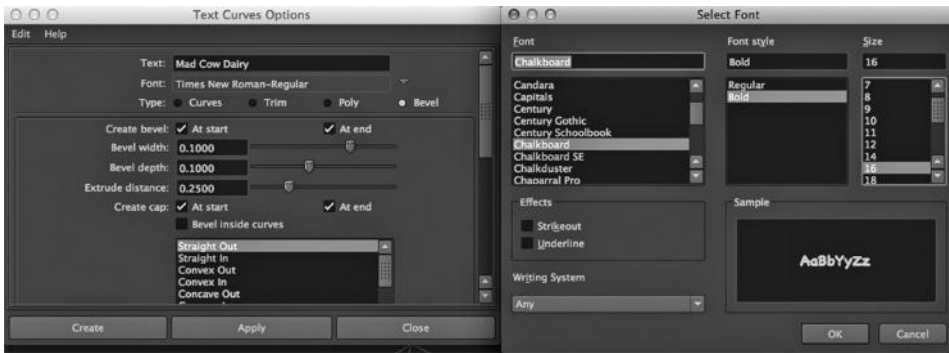 Text Curves Options
Edit Help
Text: Mad Cow Dairy
Font: Times New Roman-Regular
Type: Curves Trim Poly Bevel
Create bevel: At start At end
Bevel width: 0.1000
Bevel depth: 0.1000
Extrude distance: 0.2500
Create cap: At start At end
Bevel inside curves
Straight Out
Straight In
Convex Out
Convex In
Concave Out
Create Apply Close
Select Font
Font Font style Size
Chalkboard Bold 16
Candara
Capitals
Century
Century Gothic
Century Schoolbook
Chalkboard
Chalkboard SE
Chalkduster
Chaparral Pro
Regular
Bold
7
8
9
10
11
12
14
16
18
Effects
Strikeout
Underline
Sample
AaBbYyZz
Writing System
Any
OK Cancel